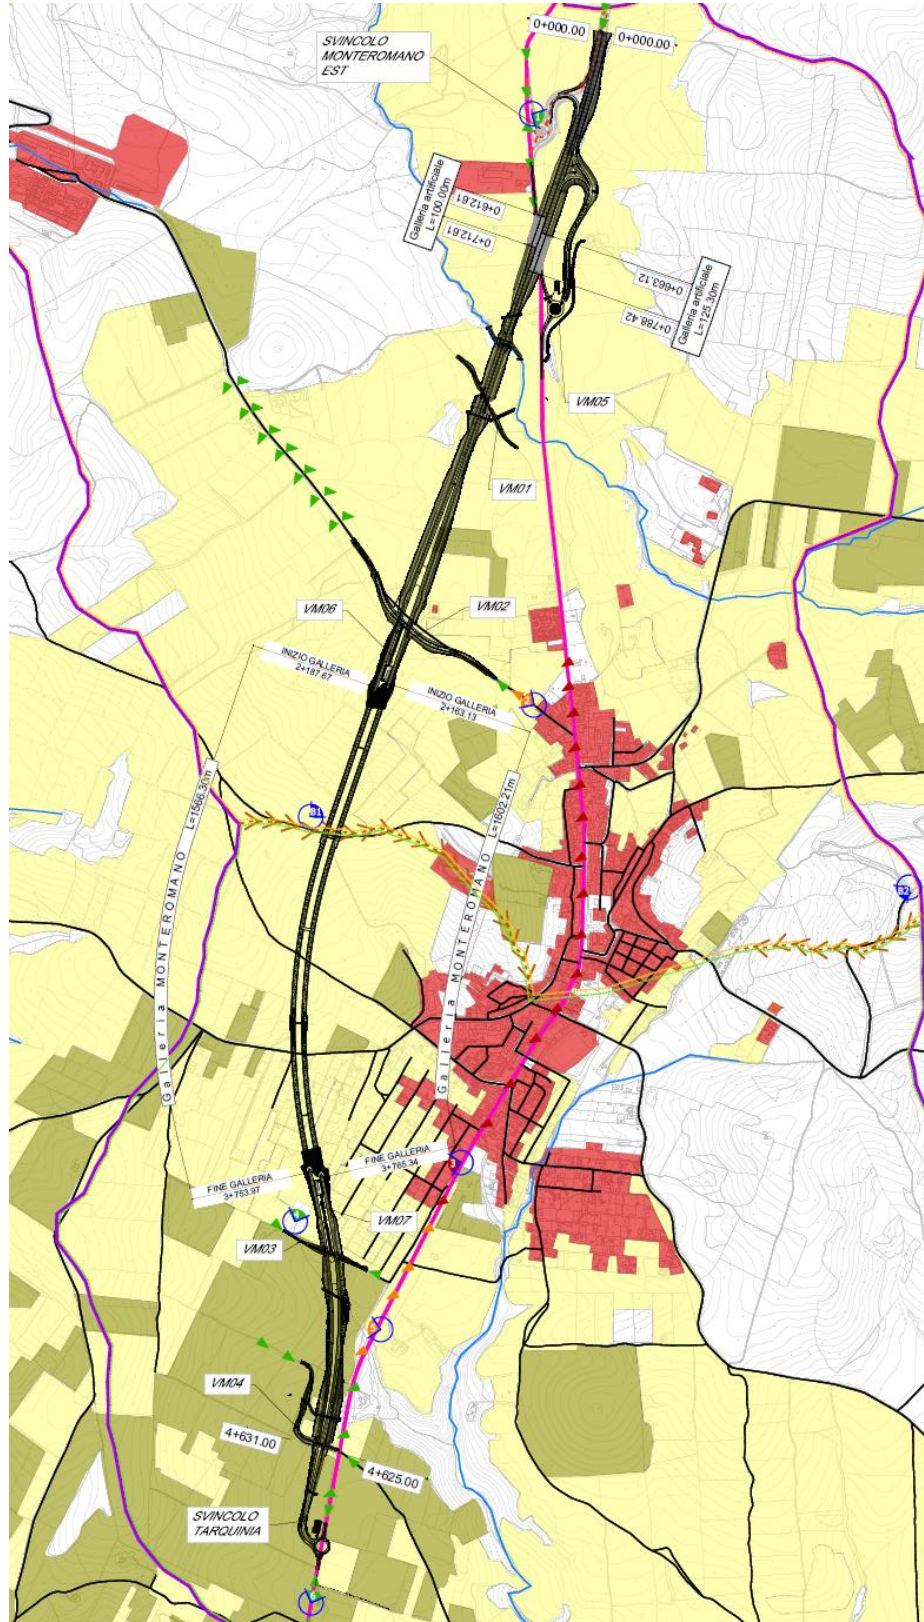 SVINCOLO
MONTEROMANO
EST
0+000.00
0+000.00
Galleria artificiale
L=100.00m
0+612.61
0+712.61
0+663.12
0+788.42
Galleria artificiale
L=125.30m
VM05
VM01
VM06
VM02
INIZIO GALLERIA
2+187.67
INIZIO GALLERIA
2+163.13
Galleria MONTEROMANO L=1566.30m
Galleria MONTEROMANO L=1602.21m
B1
B2
3
FINE GALLERIA
3+753.97
FINE GALLERIA
3+765.34
VM07
VM03
VM04
4+631.00
4+625.00
SVINCOLO
TARQUINIA